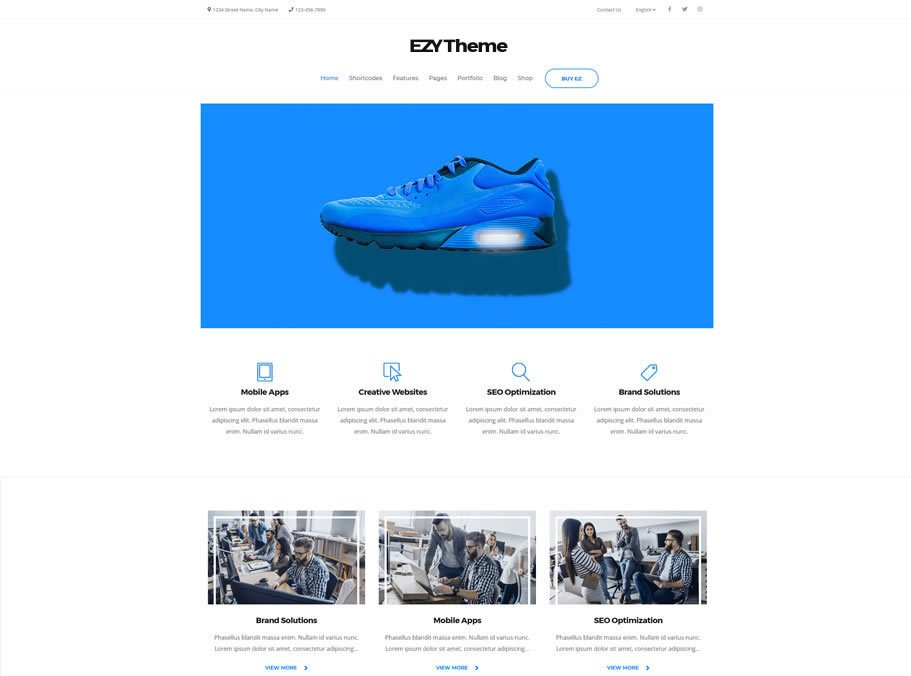 1234 Street Name, City Name 123-456-7890 Contact Us English
EZY Theme
Home Shortcodes Features Pages Portfolio Blog Shop BUY EZ
Mobile Apps Creative Websites SEO Optimization Brand Solutions
Lorem ipsum dolor sit amet, consectetur Lorem ipsum dolor sit amet, consectetur Lorem ipsum dolor sit amet, consectetur Lorem ipsum dolor sit amet, consectetur
adipiscing elit. Phasellus blandit massa adipiscing elit. Phasellus blandit massa adipiscing elit. Phasellus blandit massa adipiscing elit. Phasellus blandit massa
enim. Nullam id varius nunc. enim. Nullam id varius nunc. enim. Nullam id varius nunc. enim. Nullam id varius nunc.
Brand Solutions Mobile Apps SEO Optimization
Phasellus blandit massa enim. Nullam id varius nunc. Phasellus blandit massa enim. Nullam id varius nunc. Phasellus blandit massa enim. Nullam id varius nunc.
Lorem ipsum dolor sit amet, consectetur adipiscing... Lorem ipsum dolor sit amet, consectetur adipiscing... Lorem ipsum dolor sit amet, consectetur adipiscing...
VIEW MORE VIEW MORE VIEW MORE